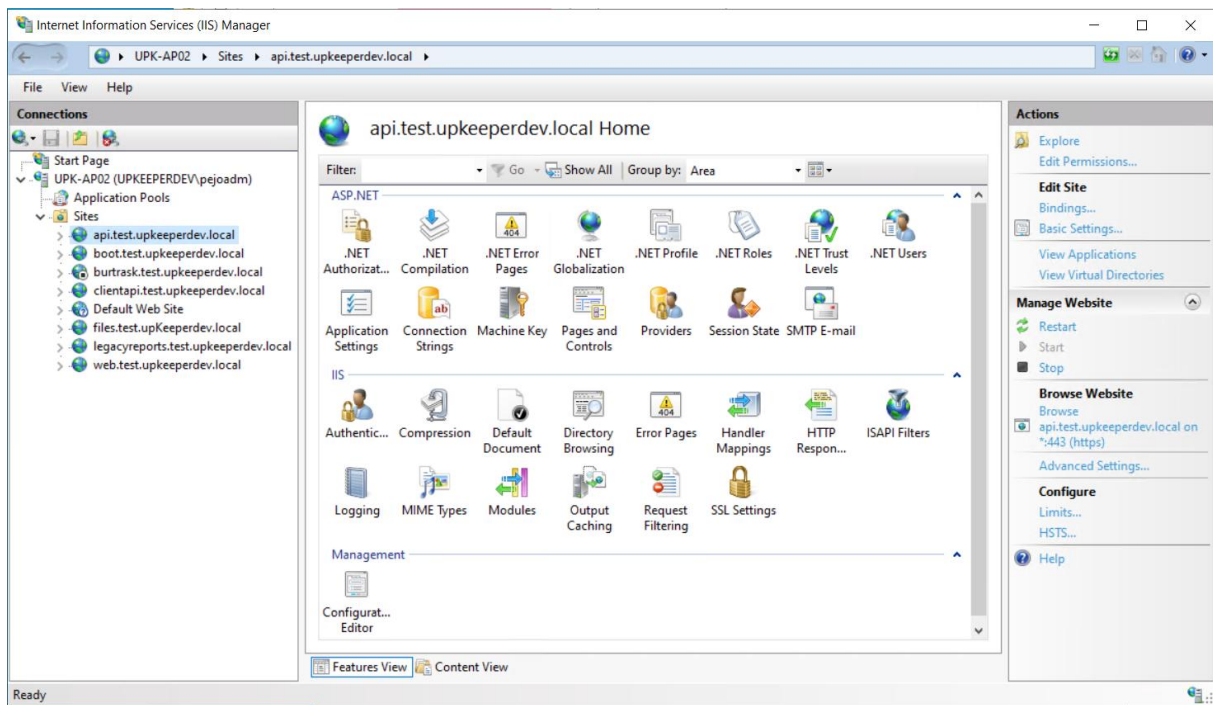 Internet Information Services (IIS) Manager
UPK-AP02 Sites api.test.upkeeperdev.local
File View Help
Connections
Start Page
UPK-AP02 (UPKEEPERDEV\pejoadm)
Application Pools
Sites
api.test.upkeeperdev.local
boot.test.upkeeperdev.local
burtrask.test.upkeeperdev.local
clientapi.test.upkeeperdev.local
Default Web Site
files.test.upKeeperdev.local
legacyreports.test.upkeeperdev.local
web.test.upkeeperdev.local
api.test.upkeeperdev.local Home
Filter: Go Show All Group by: Area
ASP.NET
.NET Authorizat...
.NET Compilation
.NET Error Pages
.NET Globalization
.NET Profile
.NET Roles
.NET Trust Levels
.NET Users
Application Settings
Connection Strings
Machine Key
Pages and Controls
Providers
Session State
SMTP E-mail
IIS
Authentic...
Compression
Default Document
Directory Browsing
Error Pages
Handler Mappings
HTTP Respon...
ISAPI Filters
Logging
MIME Types
Modules
Output Caching
Request Filtering
SSL Settings
Management
Configurat... Editor
Features View Content View
Actions
Explore
Edit Permissions...
Edit Site
Bindings...
Basic Settings...
View Applications
View Virtual Directories
Manage Website
Restart
Start
Stop
Browse Website
Browse
api.test.upkeeperdev.local on
*:443 (https)
Advanced Settings...
Configure
Limits...
HSTS...
Help
Ready